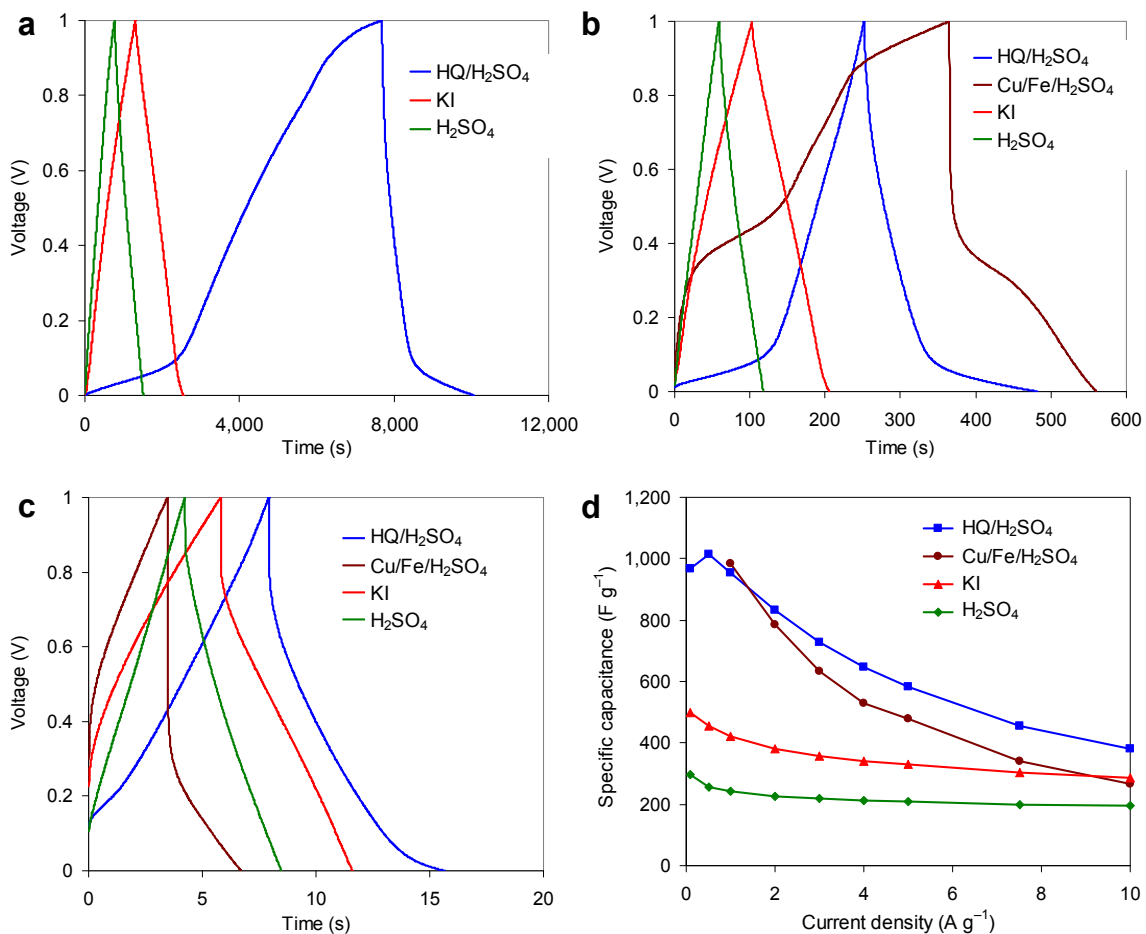 a
1
0.8
0.6
0.4
0.2
0
Voltage (V)
0
4,000
8,000
12,000
Time (s)
HQ/H₂SO₄
KI
H₂SO₄
b
1
0.8
0.6
0.4
0.2
0
Voltage (V)
0
100
200
300
400
500
600
Time (s)
HQ/H₂SO₄
Cu/Fe/H₂SO₄
KI
H₂SO₄
c
1
0.8
0.6
0.4
0.2
0
Voltage (V)
0
5
10
15
20
Time (s)
HQ/H₂SO₄
Cu/Fe/H₂SO₄
KI
H₂SO₄
d
1,200
1,000
800
600
400
200
0
Specific capacitance (F g⁻¹)
0
2
4
6
8
10
Current density (A g⁻¹)
HQ/H₂SO₄
Cu/Fe/H₂SO₄
KI
H₂SO₄